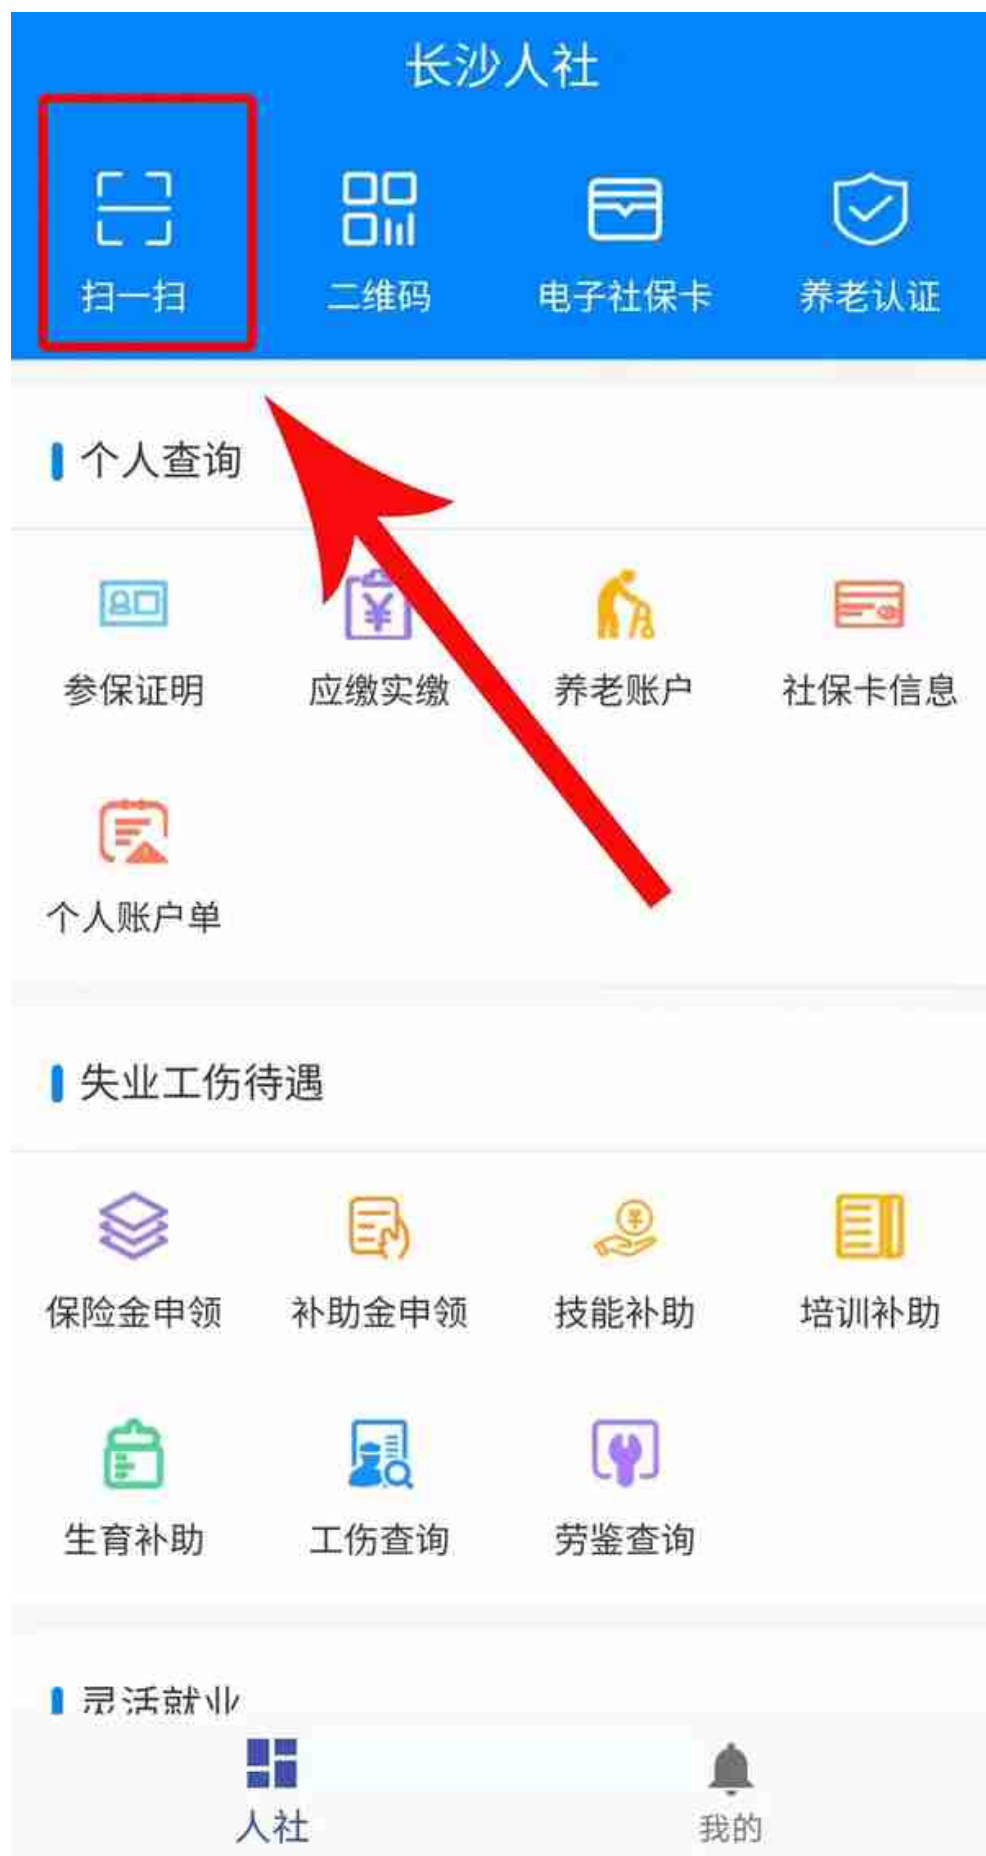 长沙人社
扫一扫 二维码 电子社保卡 养老认证
个人查询
参保证明 应缴实缴 养老账户 社保卡信息
个人账户单
失业工伤待遇
保险金申领 补助金申领 技能补助 培训补助
生育补助 工伤查询 劳鉴查询
灵活就业
人社 我的